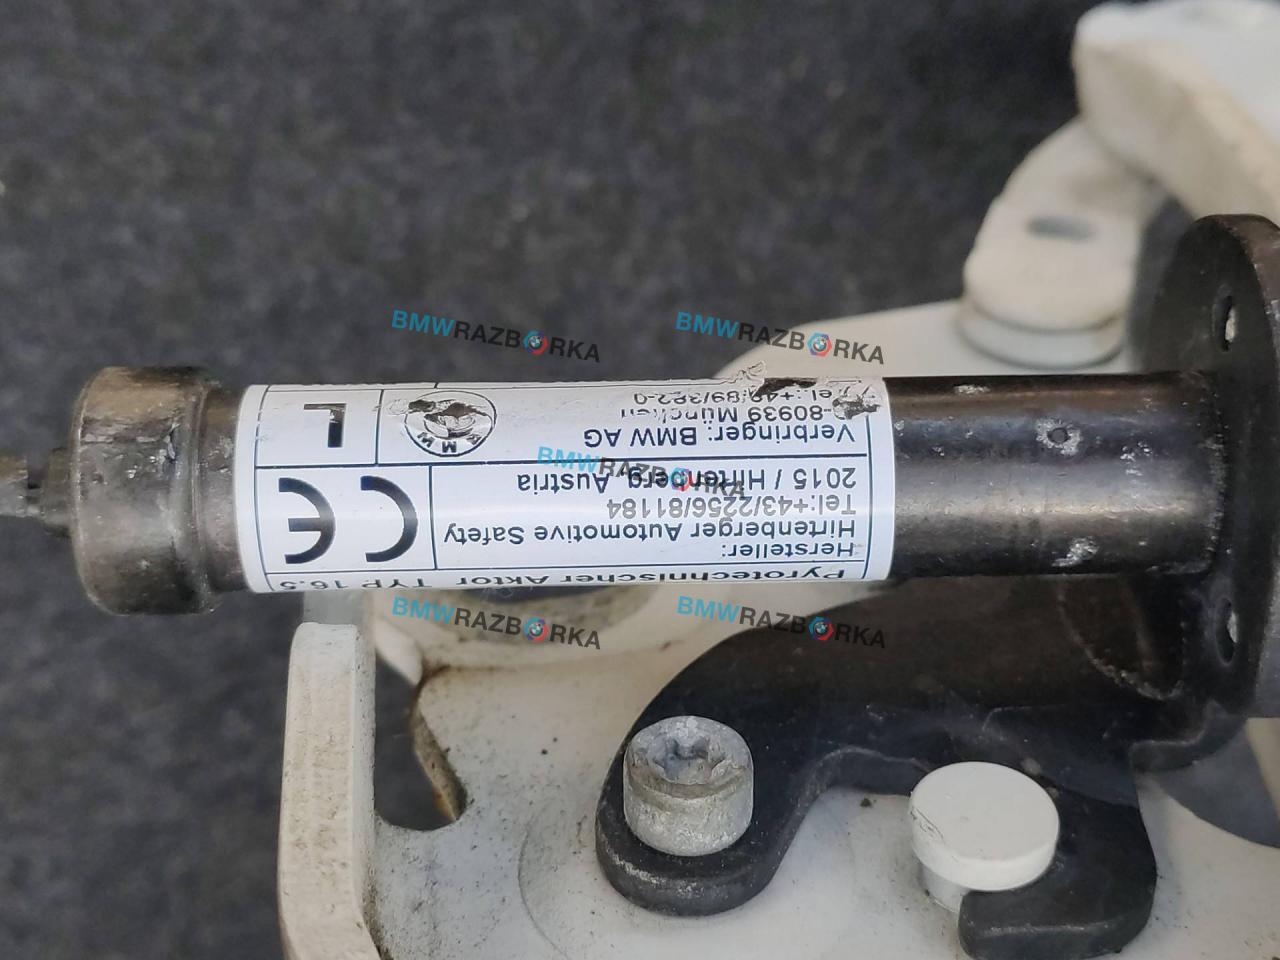 Pyrotechnischer Aktor TYP 16.5
Hersteller:
Hirtenberger Automotive Safety
Tel:+43/2256/81184
2015 / Hirtenberg, Austria
CE
Verbringer: BMW AG
80939 München
Tel.:+49/89/382-0
L
BMWRAZBORKA
BMWRAZBORKA
BMWRAZBORKA
BMWRAZBORKA
BMWRAZBORKA